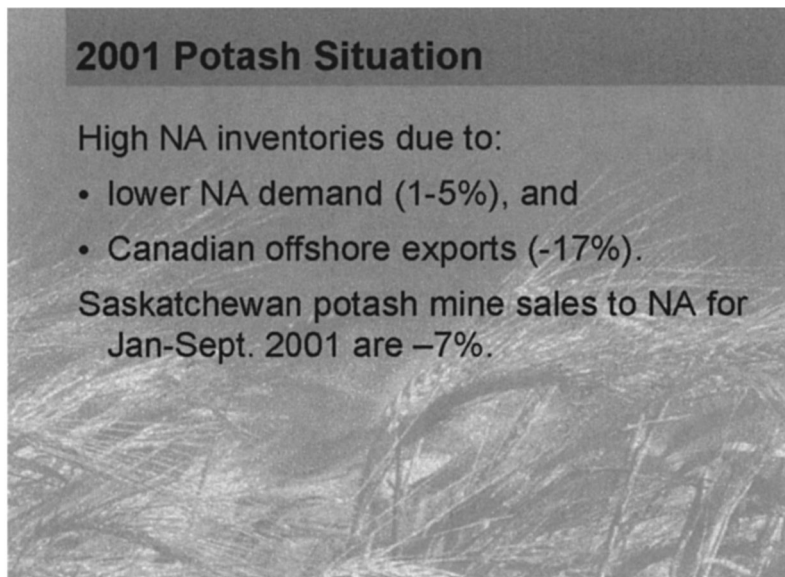 2001 Potash Situation
High NA inventories due to:
• lower NA demand (1-5%), and
• Canadian offshore exports (-17%).
Saskatchewan potash mine sales to NA for
Jan-Sept. 2001 are –7%.